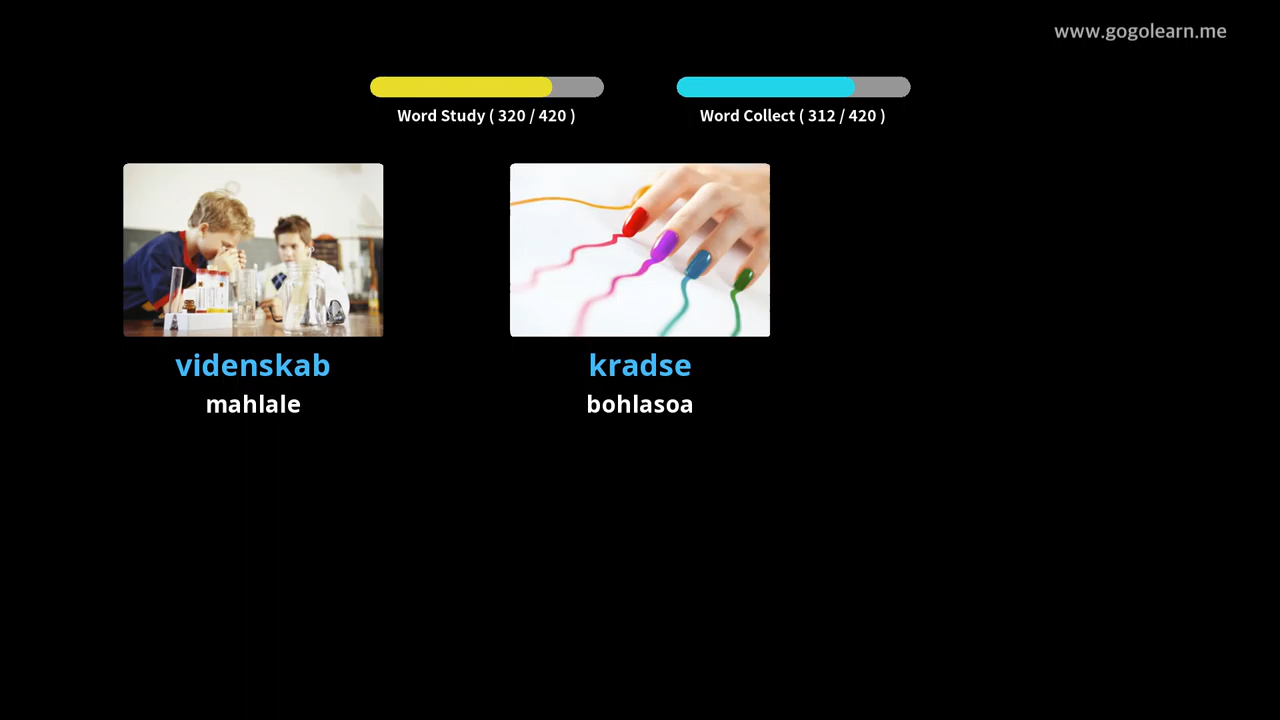 www.gogolearn.me
Word Study ( 320 / 420 )
Word Collect ( 312 / 420 )
videnskab
mahlale
kradse
bohlasoa